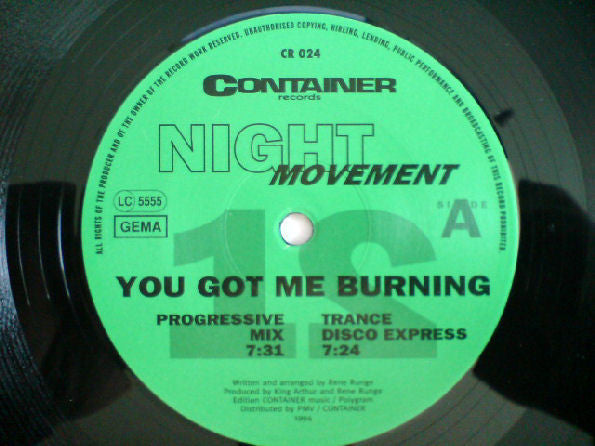 ALL RIGHTS OF THE PRODUCER AND OF THE OWNER OF THE RECORD WORK RESERVED. UNAUTHORISED COPYING, HIRLING, LENDING, PUBLIC PERFORMANCE AND BROADCASTING OF THIS RECORD PROHIBITED.
CR 024
CONTAINER
records
NIGHT
MOVEMENT
LC 5555
GEMA
SIDE
A
12
YOU GOT ME BURNING
PROGRESSIVE TRANCE
MIX DISCO EXPRESS
7:31 7:24
Written and arranged by Rene Runge
Produced by King Arthur and Rene Runge
Edition CONTAINER music / Polygram
Distributed by PMV / CONTAINER